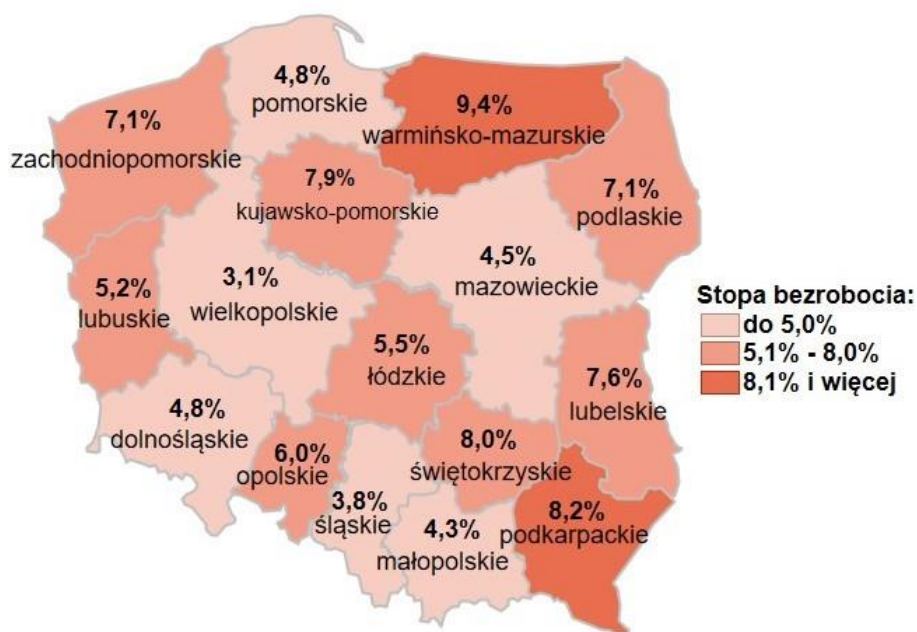 4,8%
pomorskie
9,4%
warmińsko-mazurskie
7,1%
zachodniopomorskie
7,9%
kujawsko-pomorskie
7,1%
podlaskie
4,5%
mazowieckie
3,1%
wielkopolskie
5,2%
lubuskie
Stopa bezrobocia:
do 5,0%
5,1% - 8,0%
8,1% i więcej
5,5%
łódzkie
7,6%
lubelskie
4,8%
dolnośląskie
6,0%
opolskie
8,0%
świętokrzyskie
3,8%
śląskie
4,3%
małopolskie
8,2%
podkarpackie